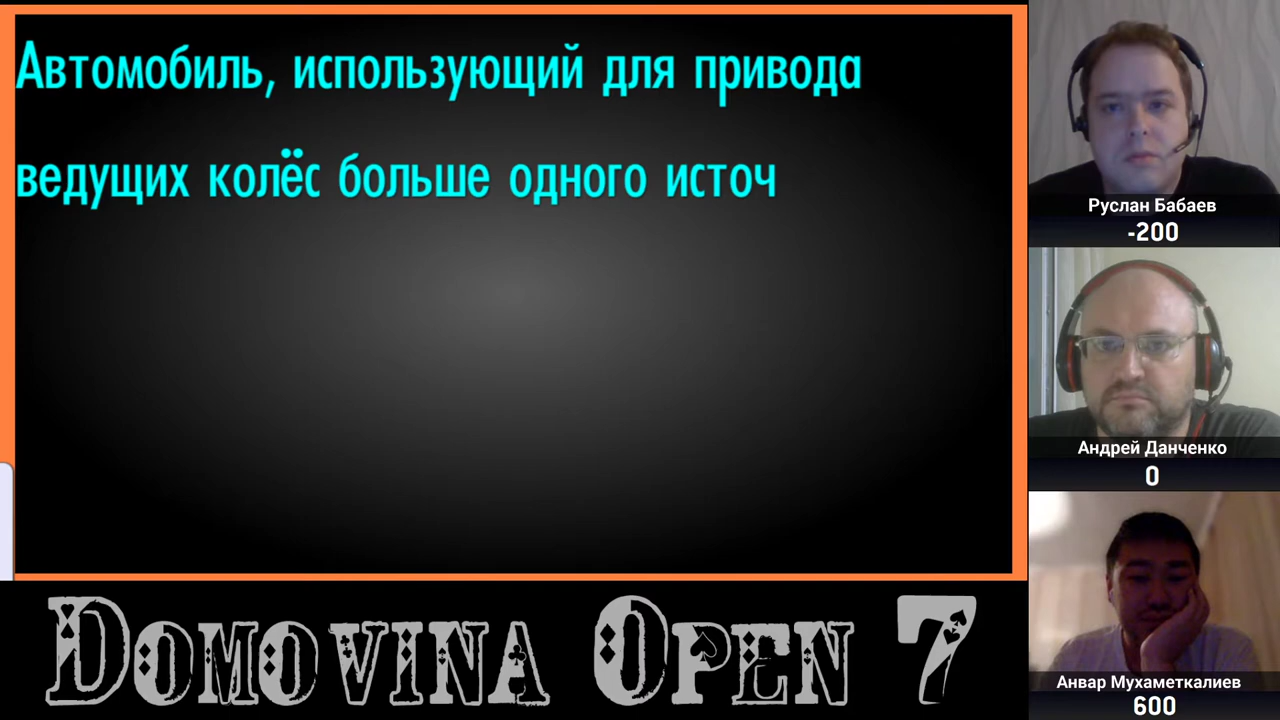 Автомобиль, использующий для привода
ведущих колёс больше одного источ
Руслан Бабаев
-200
Андрей Данченко
0
Анвар Мухаметкалиев
600
Domovina Open 7